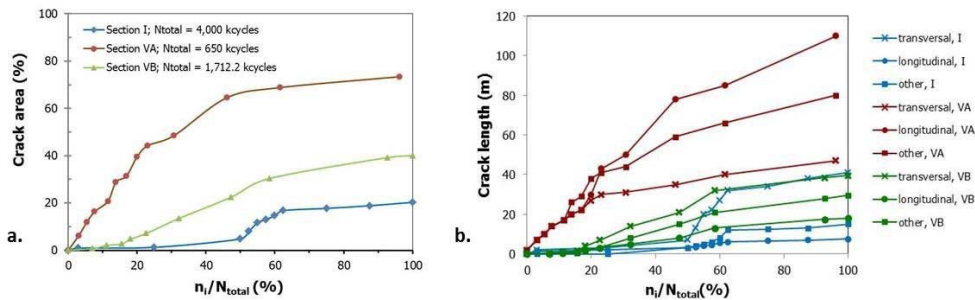 a.
Crack area (%)
100
80
60
40
20
0
Section I; Ntotal = 4,000 kcycles
Section VA; Ntotal = 650 kcycles
Section VB; Ntotal = 1,712.2 kcycles
0 20 40 60 80 100
ni/Ntotal (%)
b.
Crack length (m)
120
100
80
60
40
20
0
0 20 40 60 80 100
ni/Ntotal (%)
transversal, I
longitudinal, I
other, I
transversal, VA
longitudinal, VA
other, VA
transversal, VB
longitudinal, VB
other, VB